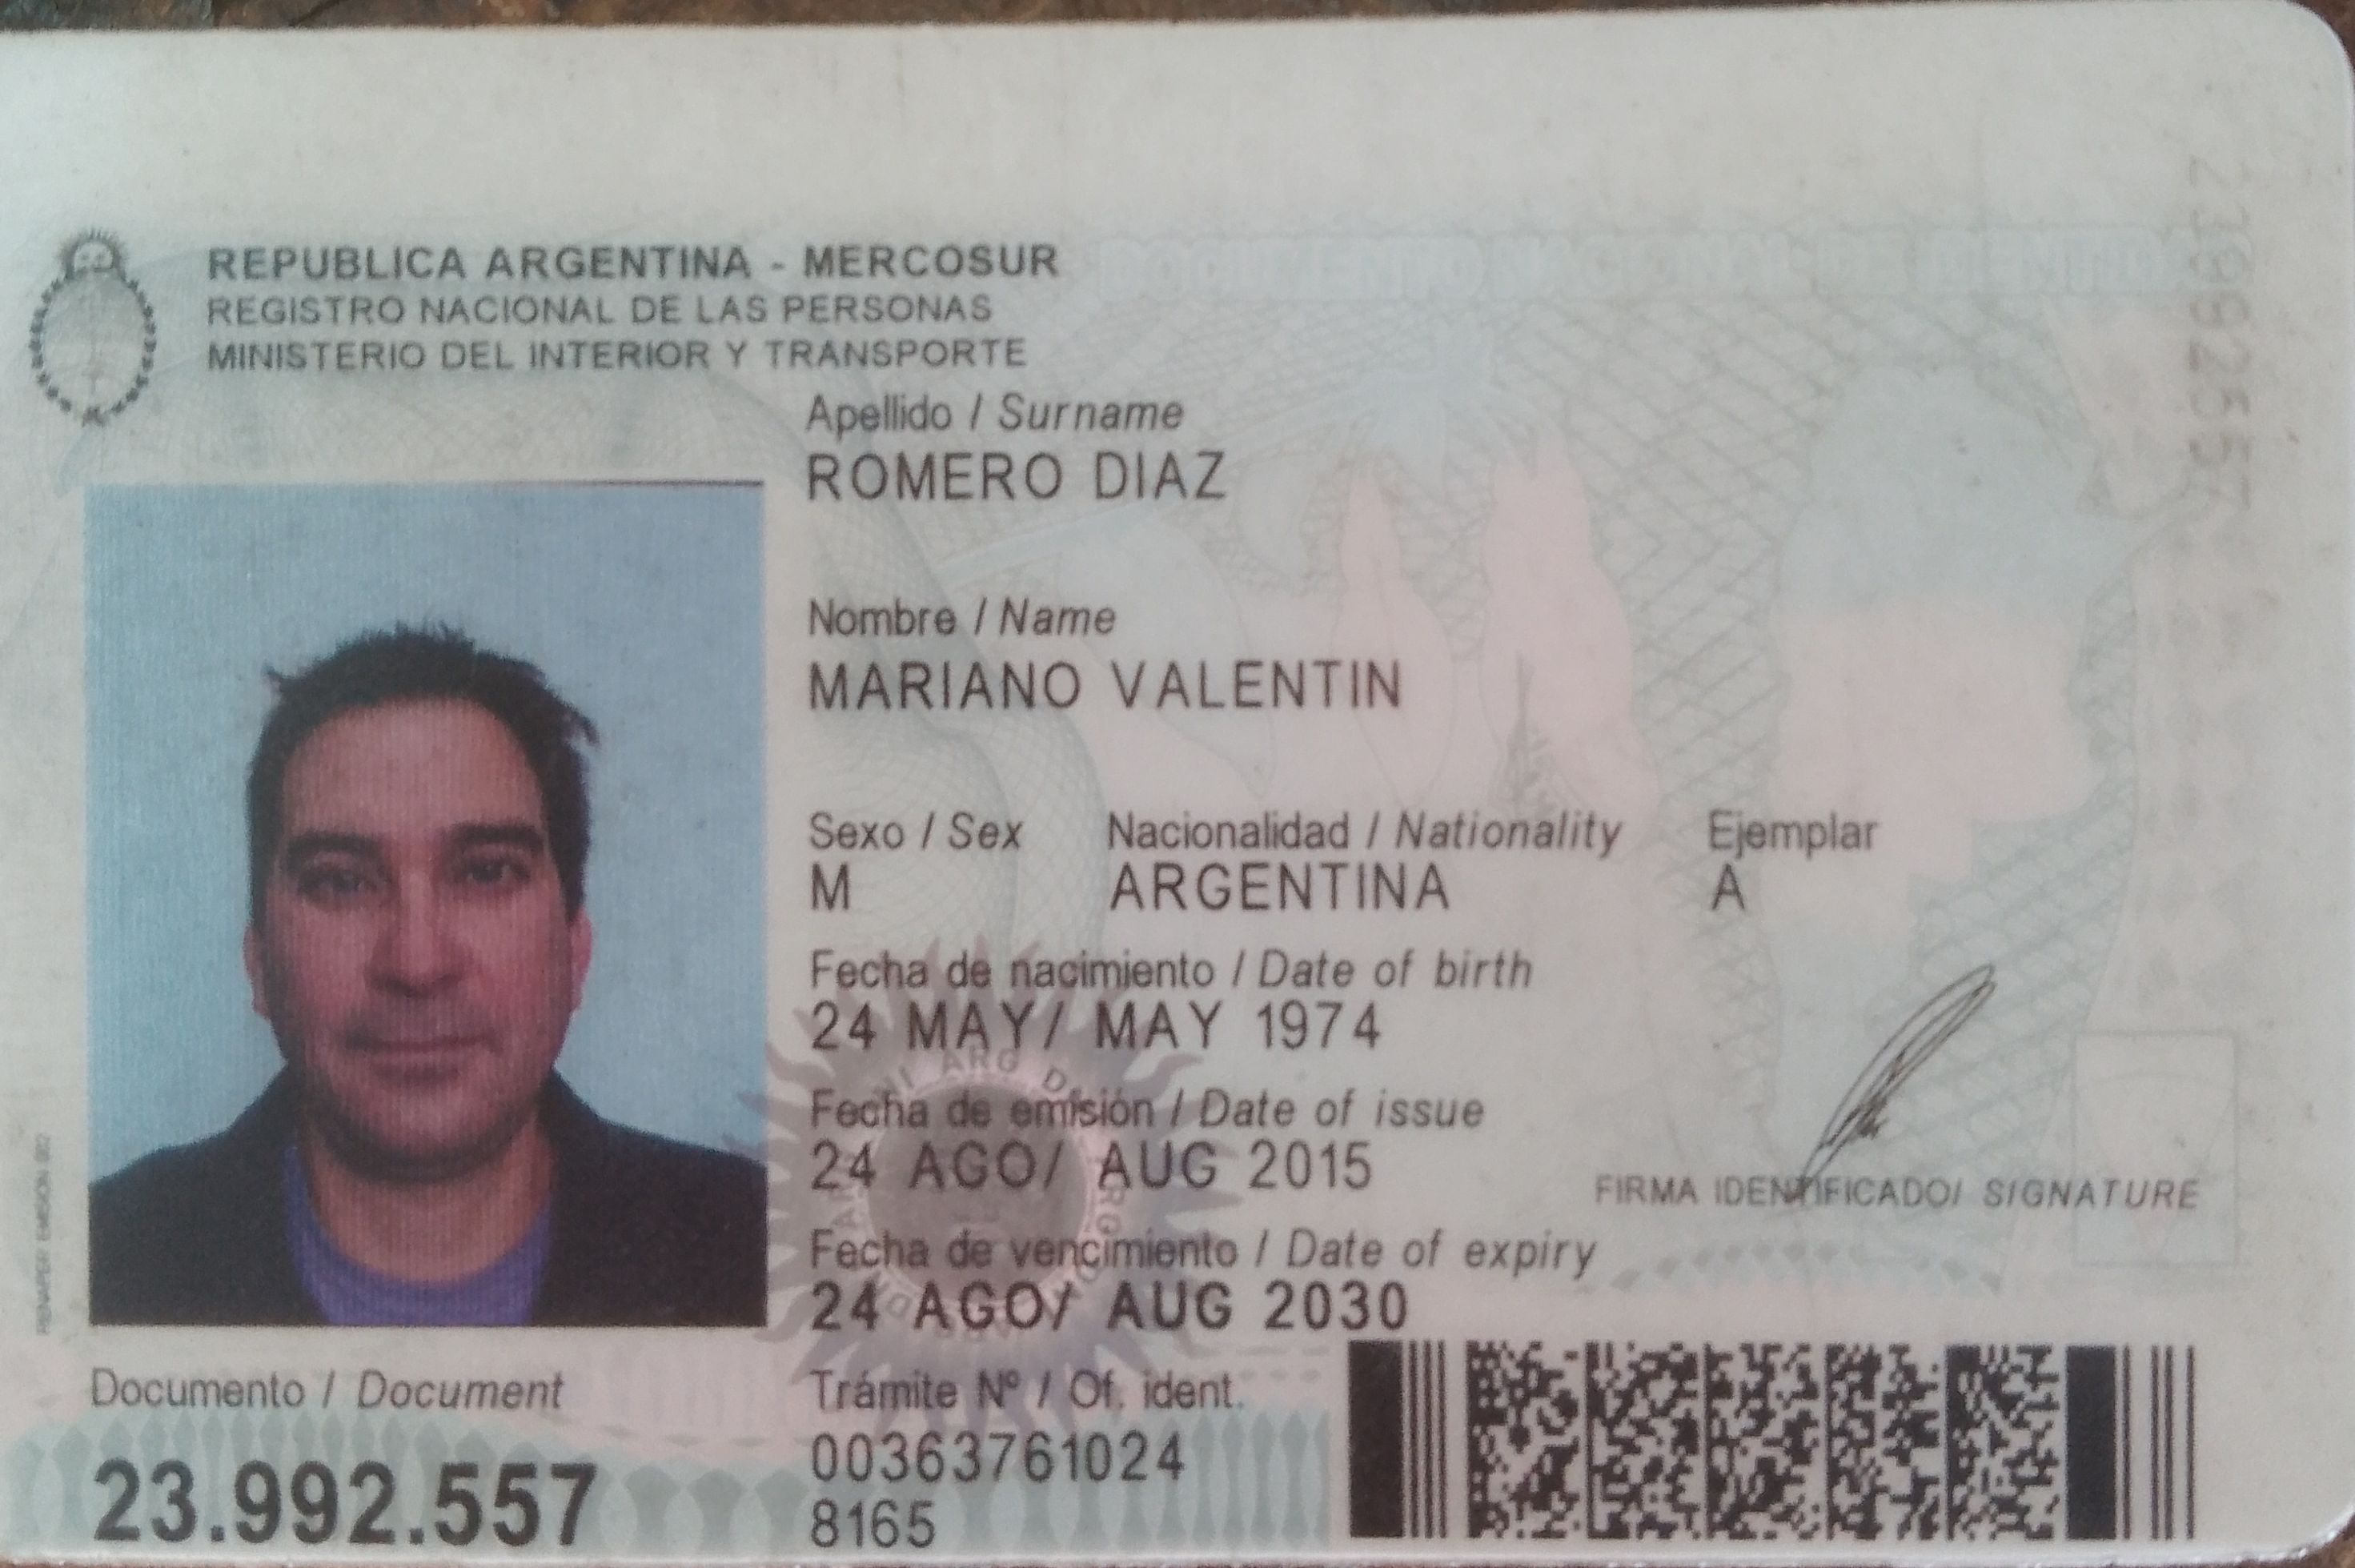 REPUBLICA ARGENTINA - MERCOSUR
REGISTRO NACIONAL DE LAS PERSONAS
MINISTERIO DEL INTERIOR Y TRANSPORTE
Apellido / Surname
ROMERO DIAZ
Nombre / Name
MARIANO VALENTIN
Sexo / Sex Nacionalidad / Nationality Ejemplar
M ARGENTINA A
Fecha de nacimiento / Date of birth
24 MAY/ MAY 1974
Fecha de emisión / Date of issue
24 AGO/ AUG 2015
FIRMA IDENTIFICADO/ SIGNATURE
Fecha de vencimiento / Date of expiry
24 AGO/ AUG 2030
Documento / Document
23.992.557
Trámite Nº / Of. ident.
00363761024
8165